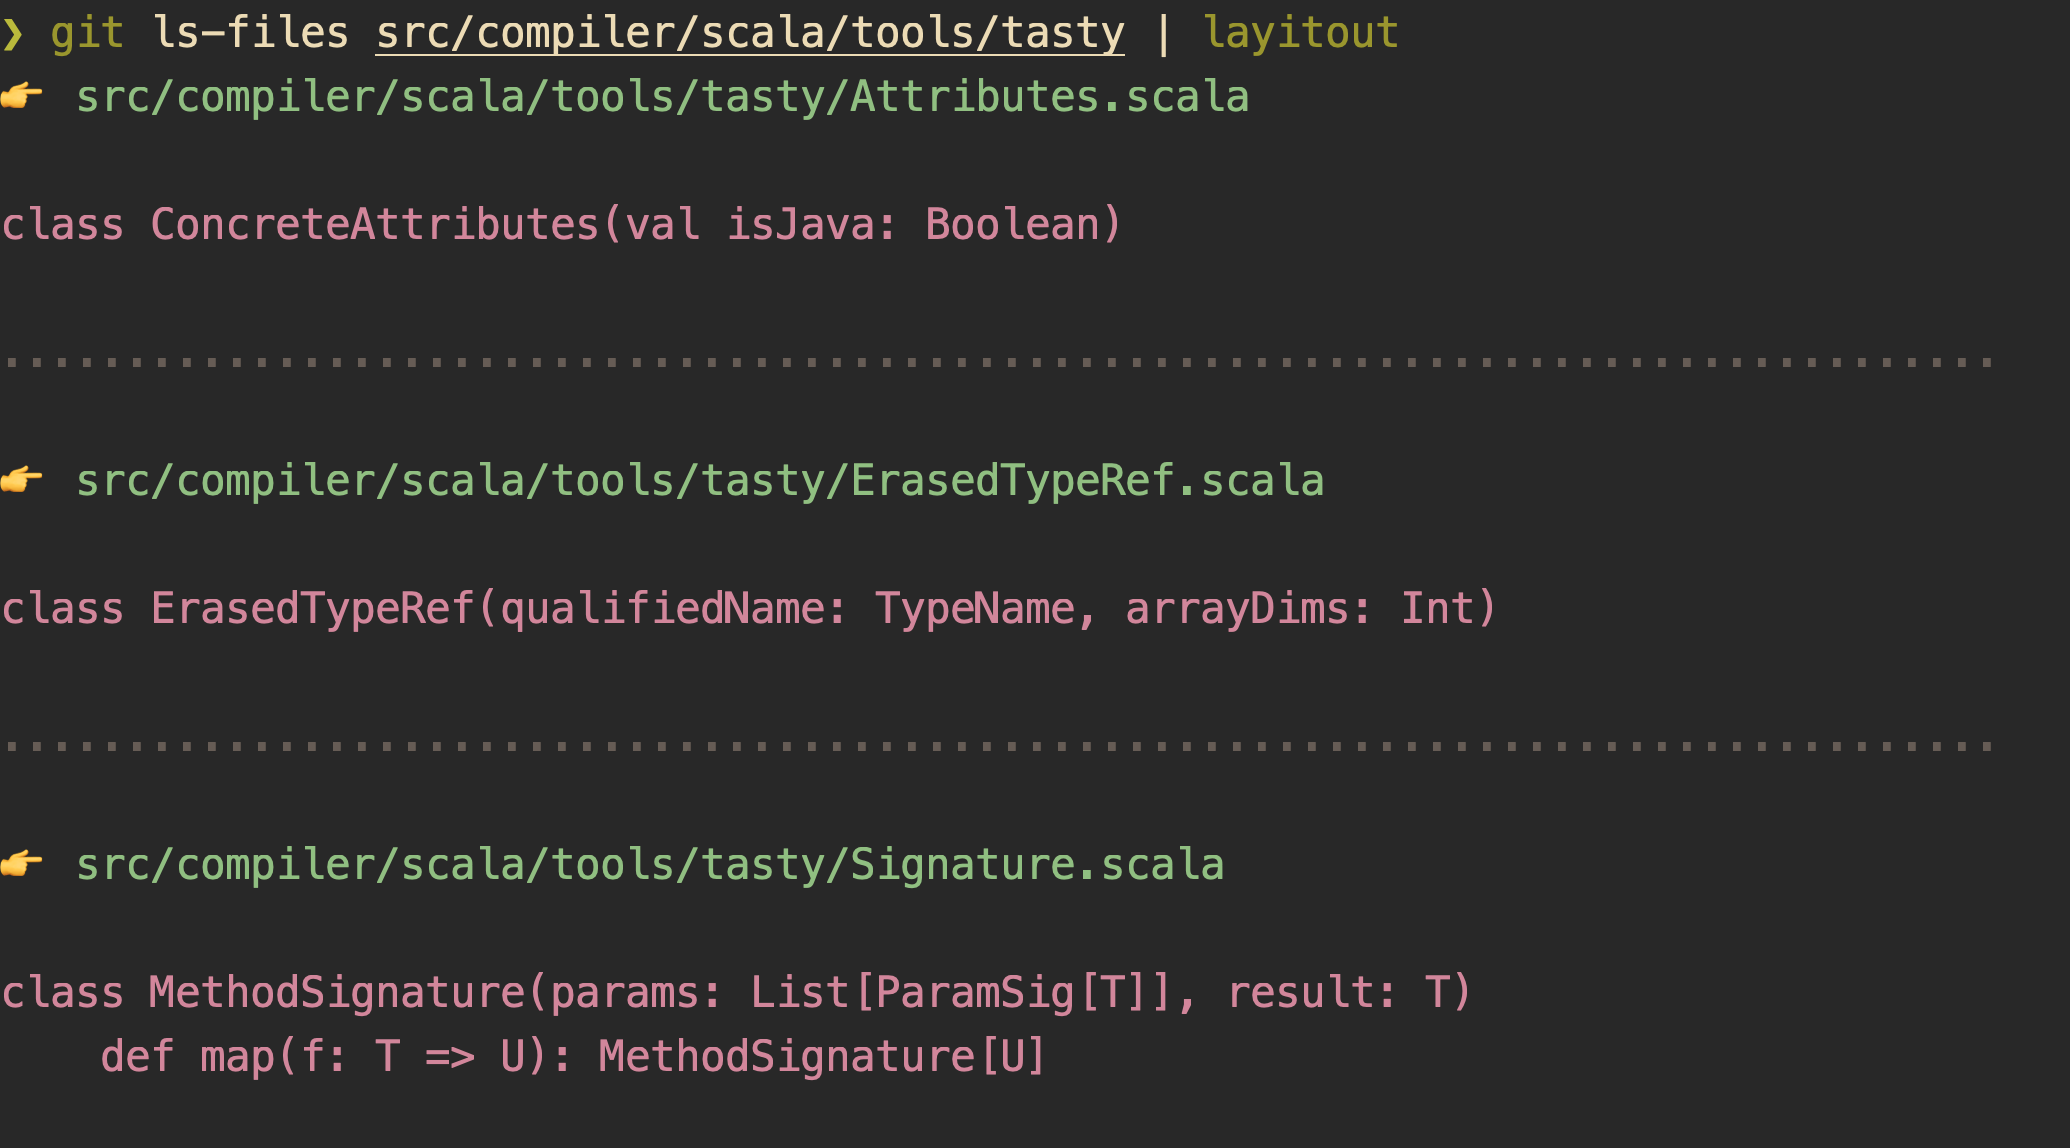 ❯ git ls-files src/compiler/scala/tools/tasty | layitout
👉 src/compiler/scala/tools/tasty/Attributes.scala
class ConcreteAttributes(val isJava: Boolean)
................................................................................
👉 src/compiler/scala/tools/tasty/ErasedTypeRef.scala
class ErasedTypeRef(qualifiedName: TypeName, arrayDims: Int)
................................................................................
👉 src/compiler/scala/tools/tasty/Signature.scala
class MethodSignature(params: List[ParamSig[T]], result: T)
    def map(f: T => U): MethodSignature[U]